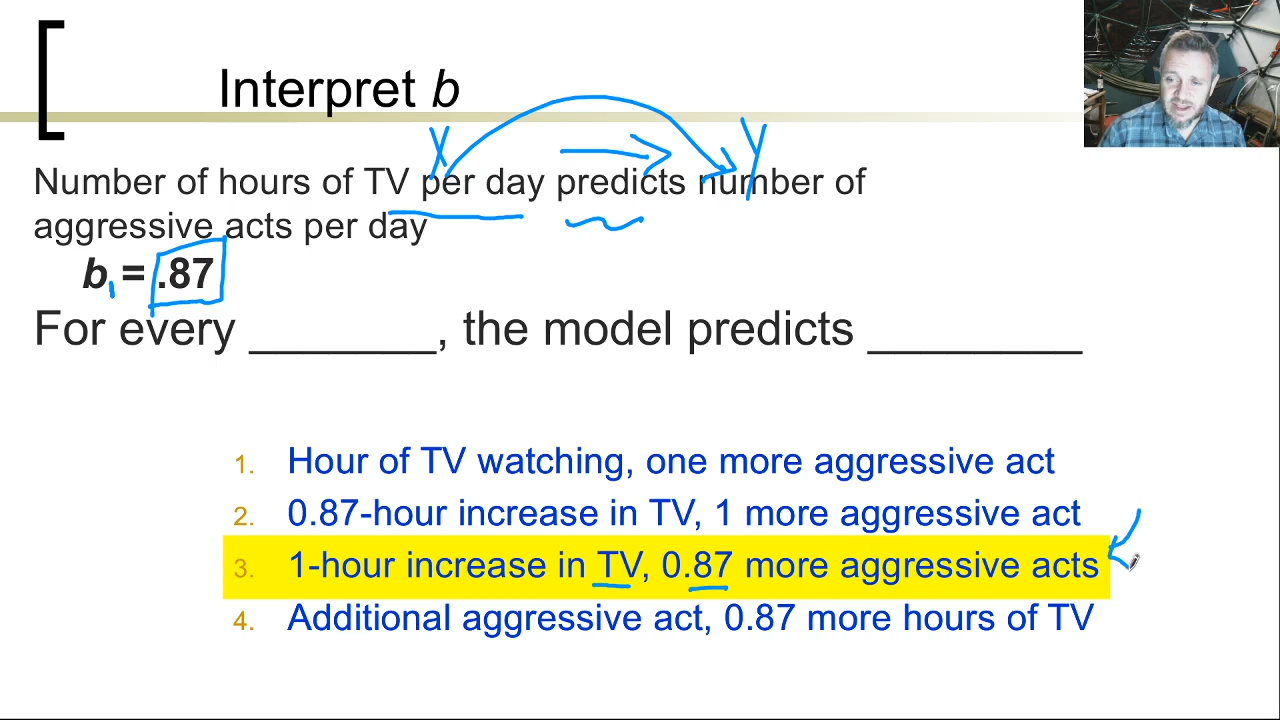 Interpret b
X Y
Number of hours of TV per day predicts number of
aggressive acts per day
b1 = .87
For every _______, the model predicts ________
1. Hour of TV watching, one more aggressive act
2. 0.87-hour increase in TV, 1 more aggressive act
3. 1-hour increase in TV, 0.87 more aggressive acts
4. Additional aggressive act, 0.87 more hours of TV